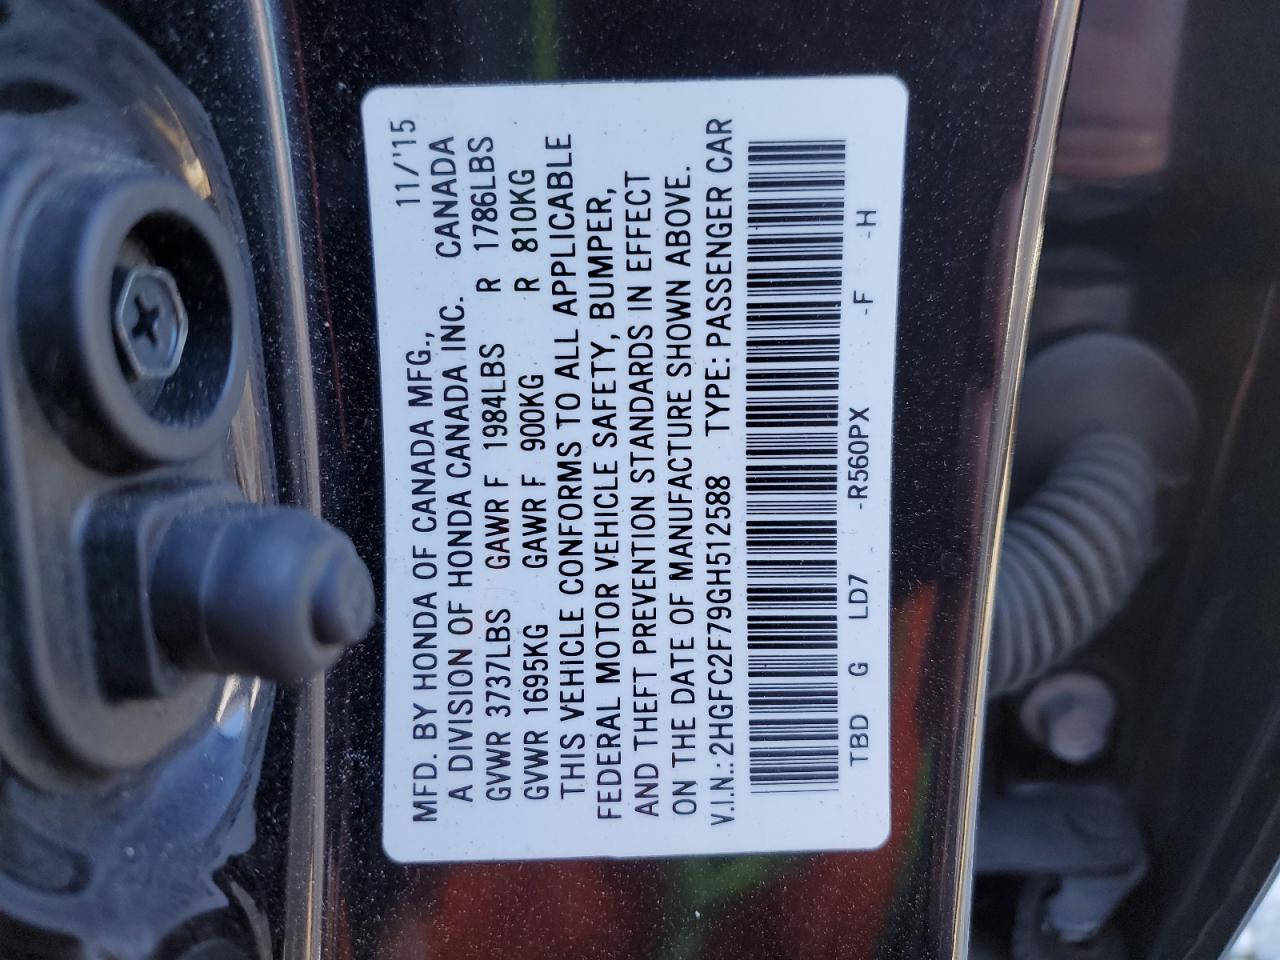 11/'15
MFD. BY HONDA OF CANADA MFG.,
A DIVISION OF HONDA CANADA INC. CANADA
GVWR 3737LBS GAWR F 1984LBS R 1786LBS
GVWR 1695KG GAWR F 900KG R 810KG
THIS VEHICLE CONFORMS TO ALL APPLICABLE
FEDERAL MOTOR VEHICLE SAFETY, BUMPER,
AND THEFT PREVENTION STANDARDS IN EFFECT
ON THE DATE OF MANUFACTURE SHOWN ABOVE.
V.I.N.: 2HGFC2F79GH512588 TYPE: PASSENGER CAR
TBD G LD7 -R560PX -F -H